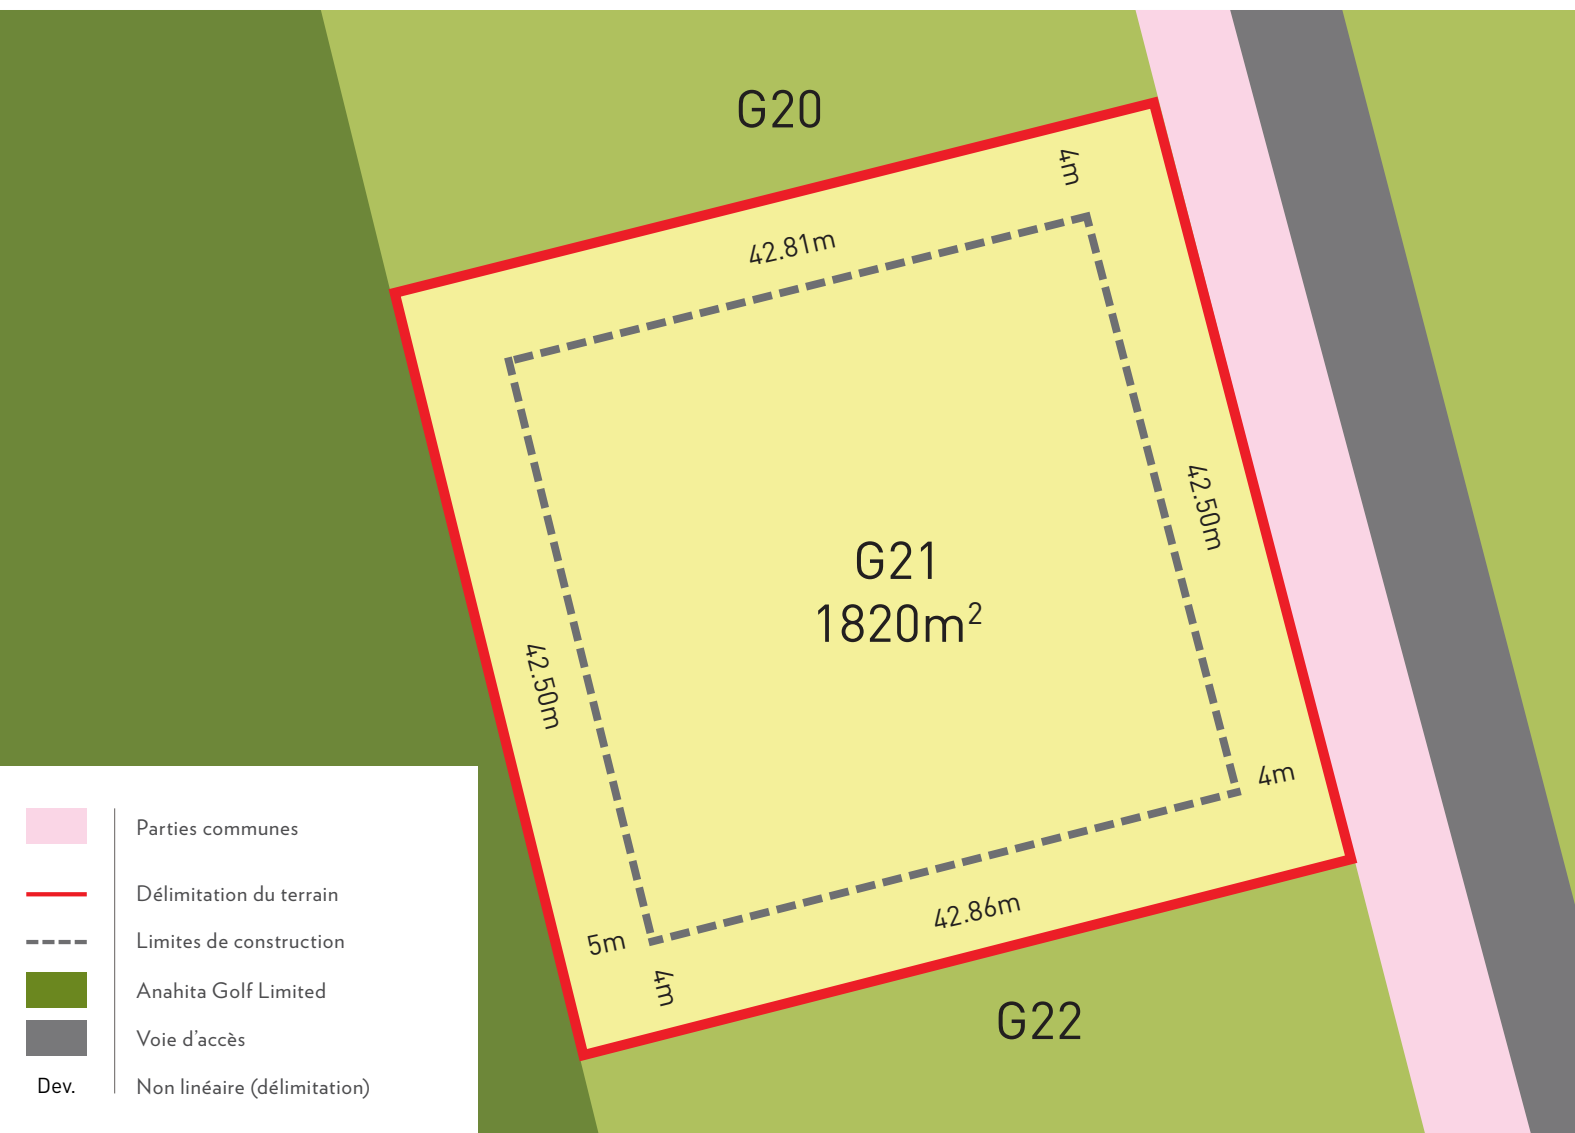 G20
4m
42.81m
42.50m
G21
1820m²
42.50m
4m
42.86m
5m
4m
G22
Parties communes
Délimitation du terrain
Limites de construction
Anahita Golf Limited
Voie d'accès
Dev. Non linéaire (délimitation)